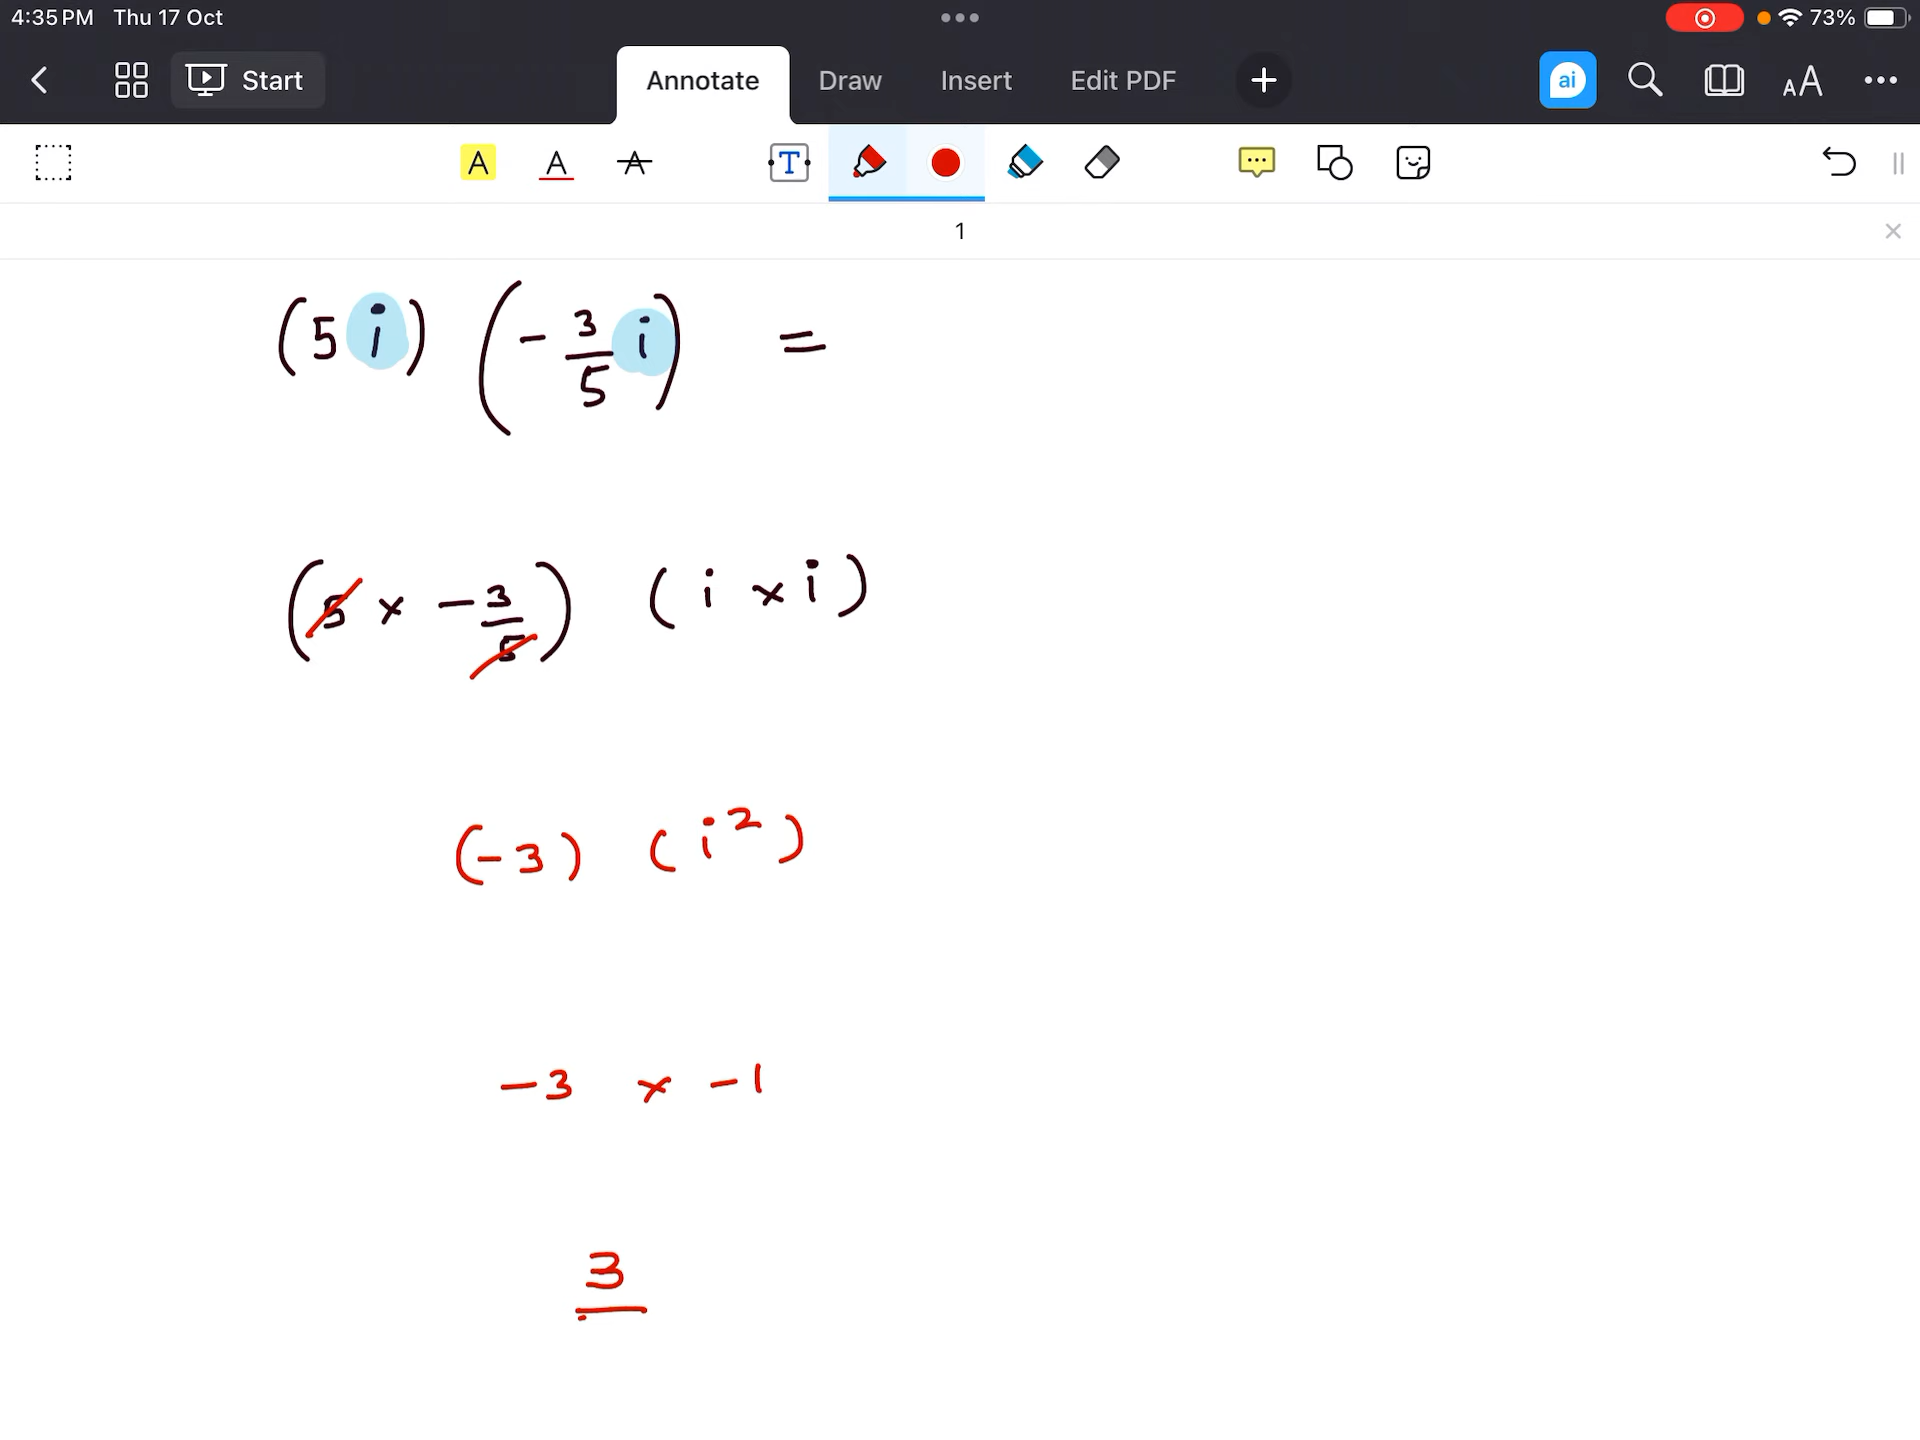 4:35 PM Thu 17 Oct 73%
Start Annotate Draw Insert Edit PDF + ai AA
A A A T
1
(5 i) (- 3/5 i) =
(5 x - 3/5) (i x i)
(-3) (i²)
-3 x -1
3